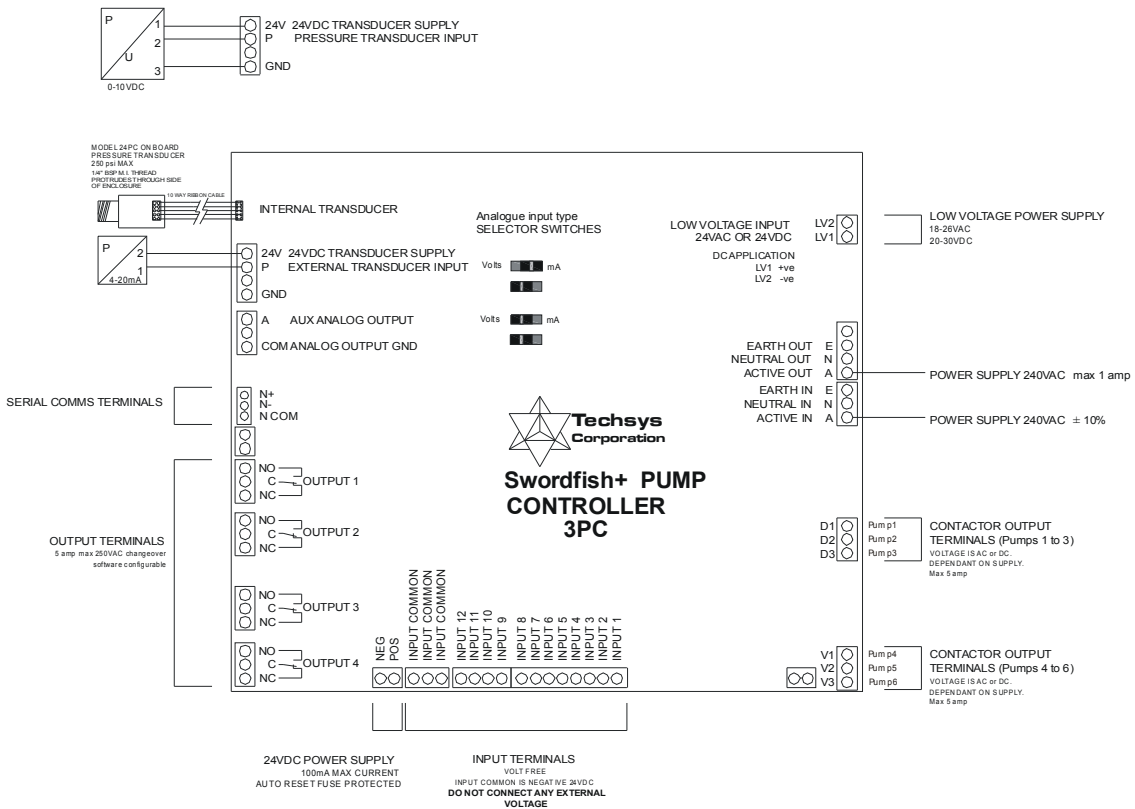 P
1
24V 24VDC TRANSDUCER SUPPLY
2
P PRESSURE TRANSDUCER INPUT
U
3
GND
0-10VDC
MODEL 24PC ON BOARD
PRESSURE TRANSDUCER
250 psi MAX
1/4" BSP M.I. THREAD
PROTRUDES THROUGH SIDE
OF ENCLOSURE
10 WAY RIBBON CABLE
INTERNAL TRANSDUCER
P
2
1
4-20mA
24V 24VDC TRANSDUCER SUPPLY
P EXTERNAL TRANSDUCER INPUT
GND
A AUX ANALOG OUTPUT
COM ANALOG OUTPUT GND
Analogue input type
SELECTOR SWITCHES
Volts mA
Volts mA
LOW VOLTAGE INPUT LV2
24VAC OR 24VDC LV1
DC APPLICATION
LV1 +ve
LV2 -ve
LOW VOLTAGE POWER SUPPLY
18-26VAC
20-30VDC
EARTH OUT E
NEUTRAL OUT N
ACTIVE OUT A
POWER SUPPLY 240VAC max 1 amp
EARTH IN E
NEUTRAL IN N
ACTIVE IN A
POWER SUPPLY 240VAC ± 10%
SERIAL COMMS TERMINALS
N+
N-
N COM
Techsys
Corporation
Swordfish+ PUMP
CONTROLLER
3PC
OUTPUT TERMINALS
5 amp max 250VAC changeover
software configurable
NO
C OUTPUT 1
NC
NO
C OUTPUT 2
NC
NO
C OUTPUT 3
NC
NO
C OUTPUT 4
NC
D1 Pump1
D2 Pump2
D3 Pump3
CONTACTOR OUTPUT
TERMINALS (Pumps 1 to 3)
VOLTAGE IS AC or DC.
DEPENDANT ON SUPPLY.
Max 5 amp
V1 Pump4
V2 Pump5
V3 Pump6
CONTACTOR OUTPUT
TERMINALS (Pumps 4 to 6)
VOLTAGE IS AC or DC.
DEPENDANT ON SUPPLY.
Max 5 amp
NEG
POS
INPUT COMMON
INPUT COMMON
INPUT COMMON
INPUT 12
INPUT 11
INPUT 10
INPUT 9
INPUT 8
INPUT 7
INPUT 6
INPUT 5
INPUT 4
INPUT 3
INPUT 2
INPUT 1
24VDC POWER SUPPLY
100mA MAX CURRENT
AUTO RESET FUSE PROTECTED
INPUT TERMINALS
VOLT FREE
INPUT COMMON IS NEGATIVE 24VDC
DO NOT CONNECT ANY EXTERNAL
VOLTAGE